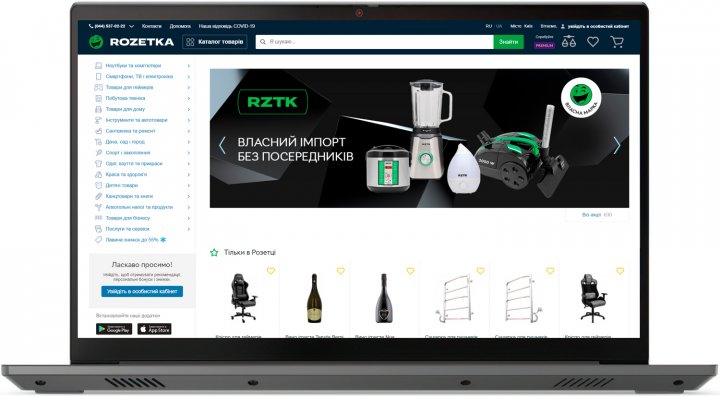 (044) 537-02-22 Контакти Допомога Наша відповідь COVID-19 RU UA Місто Київ Вітаємо, увійдіть в особистий кабінет
ROZETKA Каталог товарів Я шукаю... Знайти PREMIUM
Ноутбуки та комп'ютери
Смартфони, ТВ і електроніка
Товари для геймерів
Побутова техніка
Товари для дому
Інструменти та автотовари
Сантехніка та ремонт
Дача, сад і город
Спорт і захоплення
Одяг, взуття та прикраси
Краса та здоров'я
Дитячі товари
Канцтовари та книги
Алкогольні напої та продукти
Товари для бізнесу
Послуги та сервіси
RZTK
ВЛАСНИЙ ІМПОРТ
БЕЗ ПОСЕРЕДНИКІВ
RZTK
RZTK
3000 W
ВЛАСНА МАРКА
Всі акції
Тільки в Розетці
Ласкаво просимо!
Увійдіть, щоб отримувати рекомендації,
персональні бонуси і знижки.
Увійдіть в особистий кабінет
Встановлюйте наші додатки
Google Play
App Store